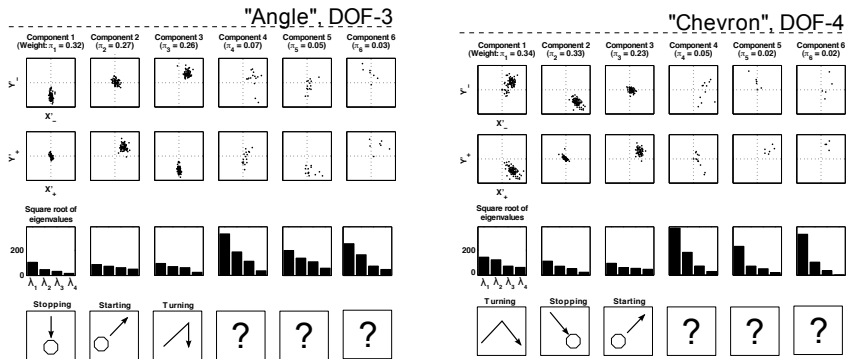 "Angle", DOF-3
Component 1 Component 2 Component 3 Component 4 Component 5 Component 6
(Weight: π₁ = 0.32) (π₂ = 0.27) (π₃ = 0.26) (π₄ = 0.07) (π₅ = 0.05) (π₆ = 0.03)
Y'₋
X'₋
Y'₊
X'₊
Square root of
eigenvalues
200
0
λ₁ λ₂ λ₃ λ₄
Stopping Starting Turning
? ? ?
"Chevron", DOF-4
Component 1 Component 2 Component 3 Component 4 Component 5 Component 6
(Weight: π₁ = 0.34) (π₂ = 0.33) (π₃ = 0.23) (π₄ = 0.05) (π₅ = 0.02) (π₆ = 0.02)
Y'₋
X'₋
Y'₊
X'₊
Square root of
eigenvalues
200
0
λ₁ λ₂ λ₃ λ₄
Turning Stopping Starting
? ? ?